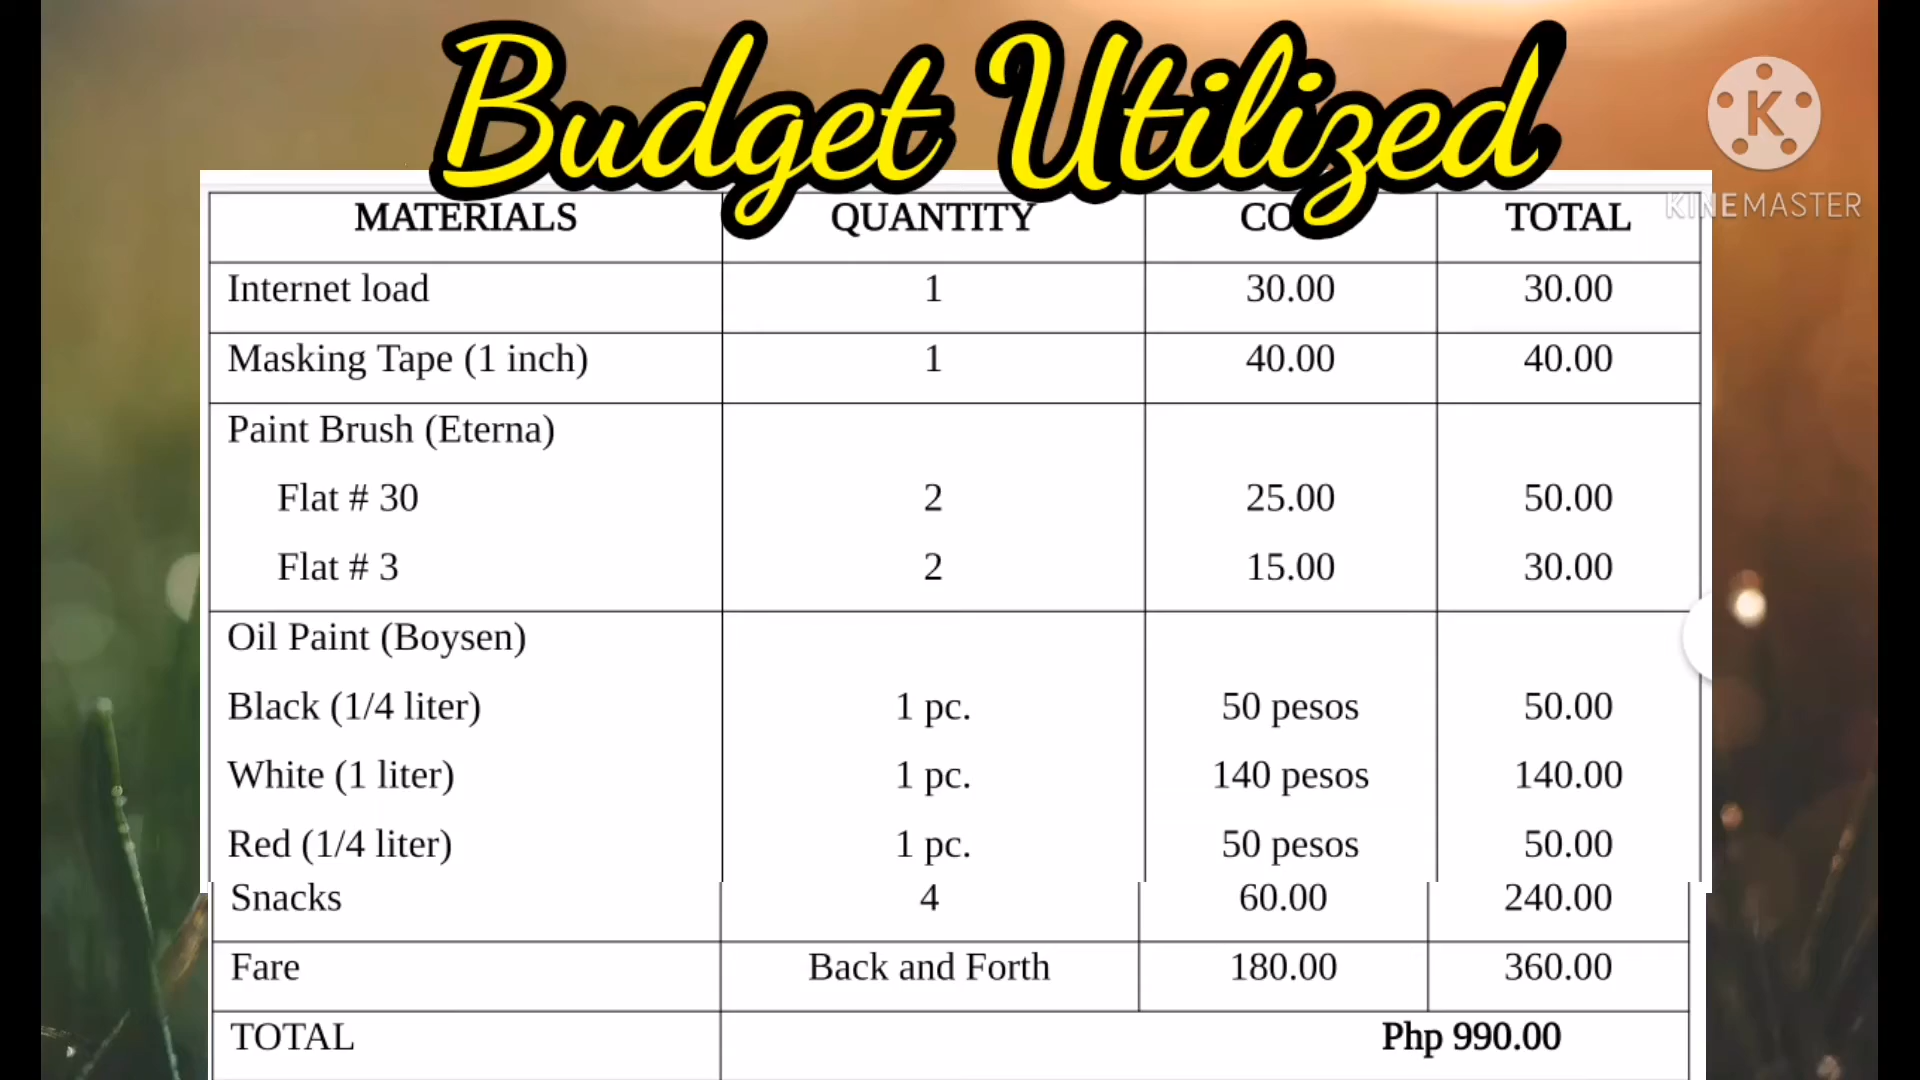 Budget Utilized
K
KINEMASTER
MATERIALS QUANTITY CO TOTAL
Internet load 1 30.00 30.00
Masking Tape (1 inch) 1 40.00 40.00
Paint Brush (Eterna)
Flat # 30 2 25.00 50.00
Flat # 3 2 15.00 30.00
Oil Paint (Boysen)
Black (1/4 liter) 1 pc. 50 pesos 50.00
White (1 liter) 1 pc. 140 pesos 140.00
Red (1/4 liter) 1 pc. 50 pesos 50.00
Snacks 4 60.00 240.00
Fare Back and Forth 180.00 360.00
TOTAL Php 990.00